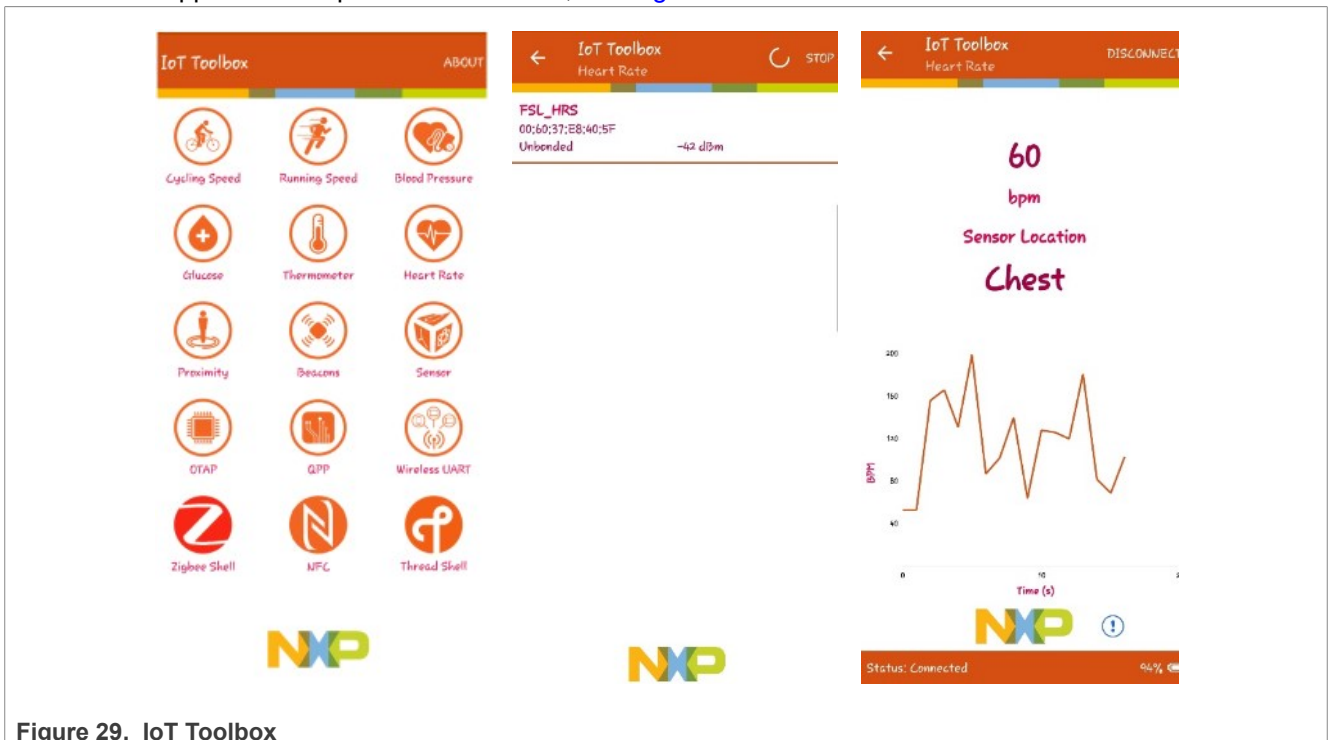 IoT Toolbox
ABOUT
Cycling Speed
Running Speed
Blood Pressure
Glucose
Thermometer
Heart Rate
Proximity
Beacons
Sensor
OTAP
QPP
Wireless UART
Zigbee Shell
NFC
Thread Shell
NXP
IoT Toolbox
Heart Rate
STOP
FSL_HRS
00:60:37:E8:40:5F
Unbonded -42 dBm
NXP
IoT Toolbox
Heart Rate
DISCONNECT
60
bpm
Sensor Location
Chest
200
160
120
80
40
BPM
0 10
Time (s)
NXP
Status: Connected 94%
Figure 29. IoT Toolbox